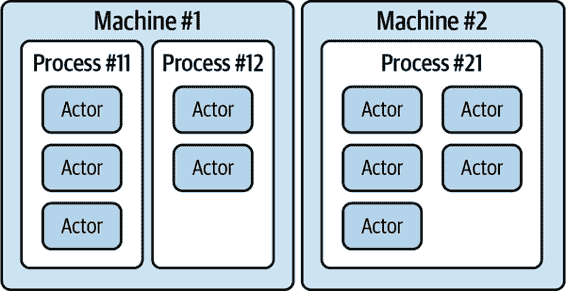 Machine #1
Process #11
Actor
Actor
Actor
Process #12
Actor
Actor
Machine #2
Process #21
Actor
Actor
Actor
Actor
Actor